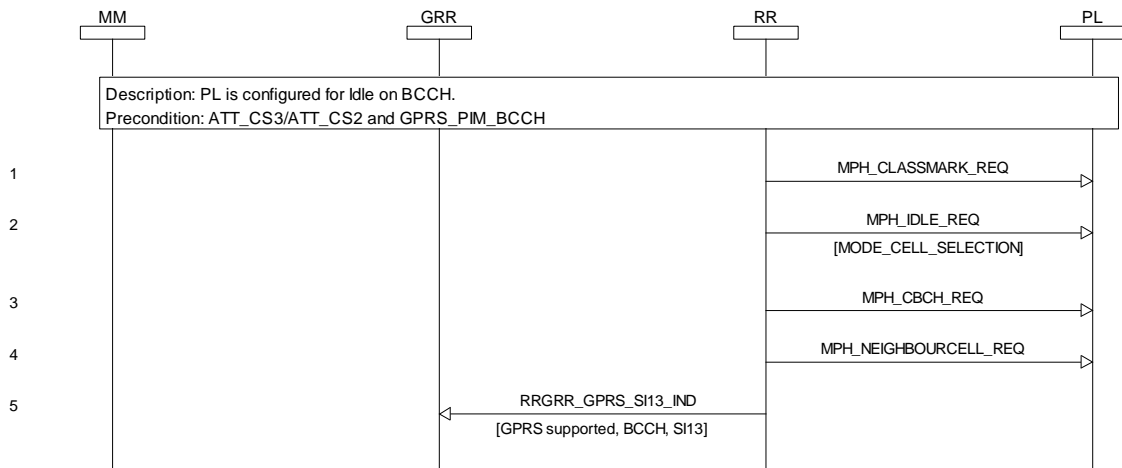 MM GRR RR PL
Description: PL is configured for Idle on BCCH.
Precondition: ATT_CS3/ATT_CS2 and GPRS_PIM_BCCH
1 MPH_CLASSMARK_REQ
2 MPH_IDLE_REQ
[MODE_CELL_SELECTION]
3 MPH_CBCH_REQ
4 MPH_NEIGHBOURCELL_REQ
5 RRGRR_GPRS_SI13_IND
[GPRS supported, BCCH, SI13]